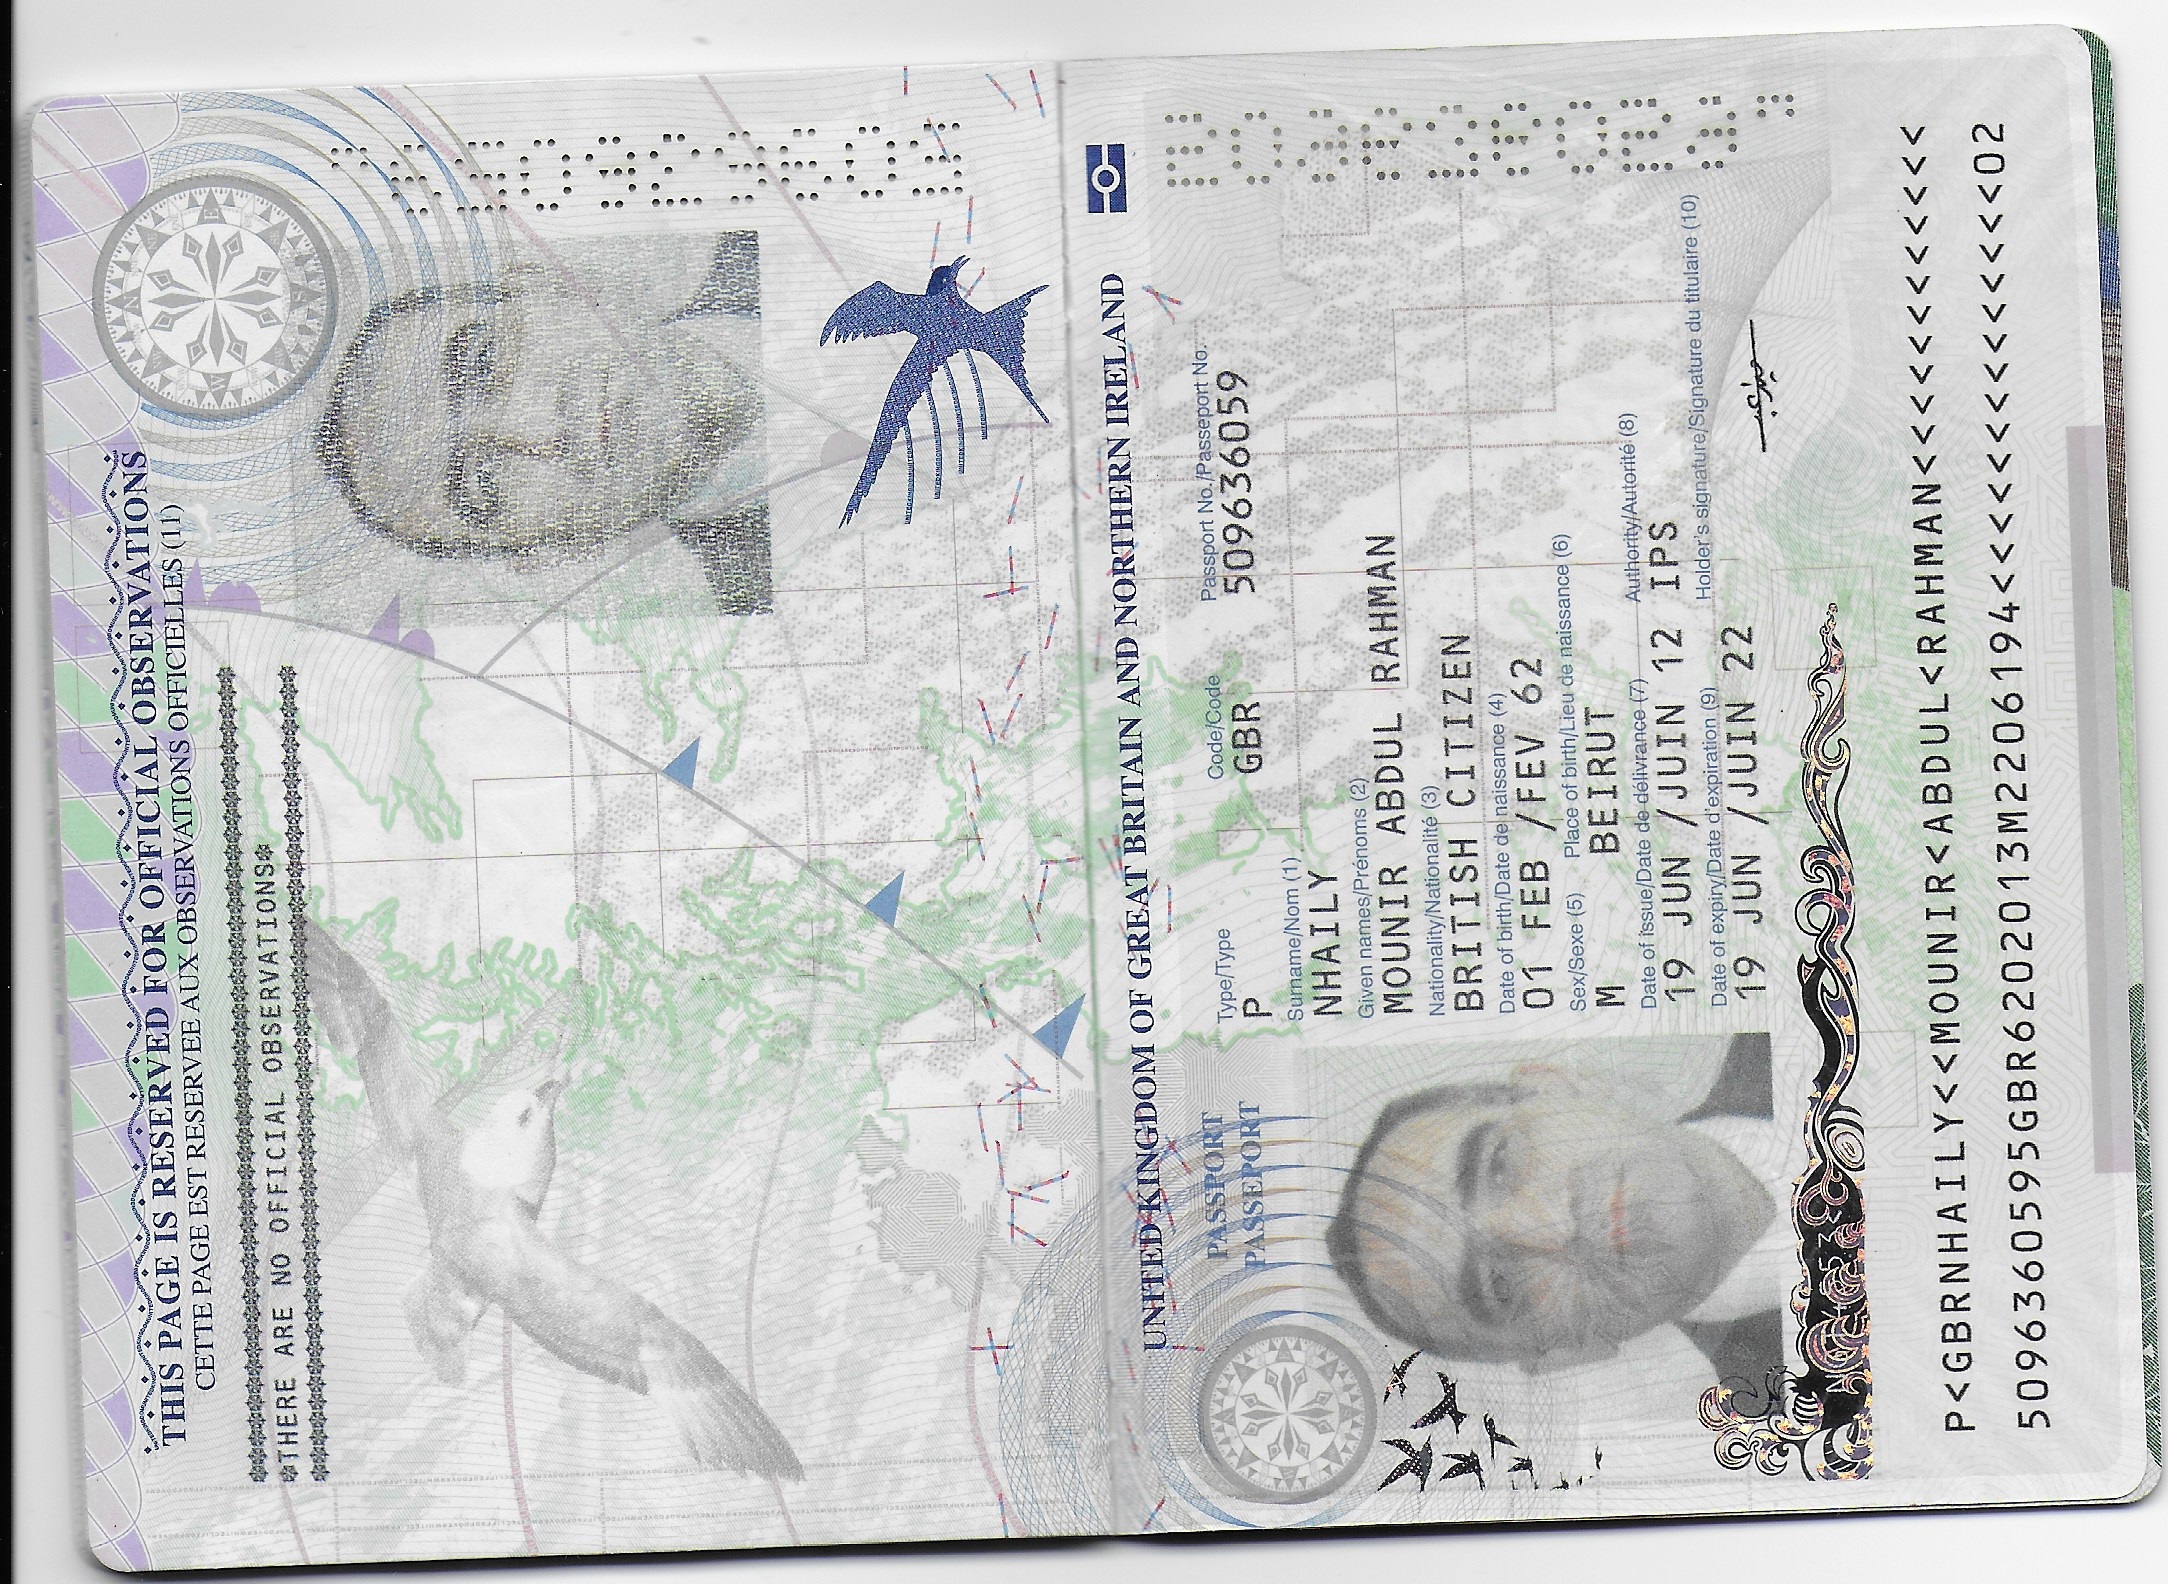 THIS PAGE IS RESERVED FOR OFFICIAL OBSERVATIONS
CETTE PAGE EST RESERVEE AUX OBSERVATIONS OFFICIELLES (11)
*THERE ARE NO OFFICIAL OBSERVATIONS*
UNITED KINGDOM OF GREAT BRITAIN AND NORTHERN IRELAND
PASSPORT
PASSEPORT
Type/Type Code/Code Passport No./Passeport No.
P GBR 509636059
Surname/Nom (1)
NHAILY
Given names/Prénoms (2)
MOUNIR ABDUL RAHMAN
Nationality/Nationalité (3)
BRITISH CITIZEN
Date of birth/Date de naissance (4)
01 FEB /FEV 62
Sex/Sexe (5) Place of birth/Lieu de naissance (6)
M BEIRUT
Date of issue/Date de délivrance (7) Authority/Autorité (8)
19 JUN /JUIN 12 IPS
Date of expiry/Date d'expiration (9) Holder's signature/Signature du titulaire (10)
19 JUN /JUIN 22
P<GBRNHAILY<<MOUNIR<ABDUL<RAHMAN<<<<<<<<<<<<
5096360595GBR6202013M2206194<<<<<<<<<<<<<<02